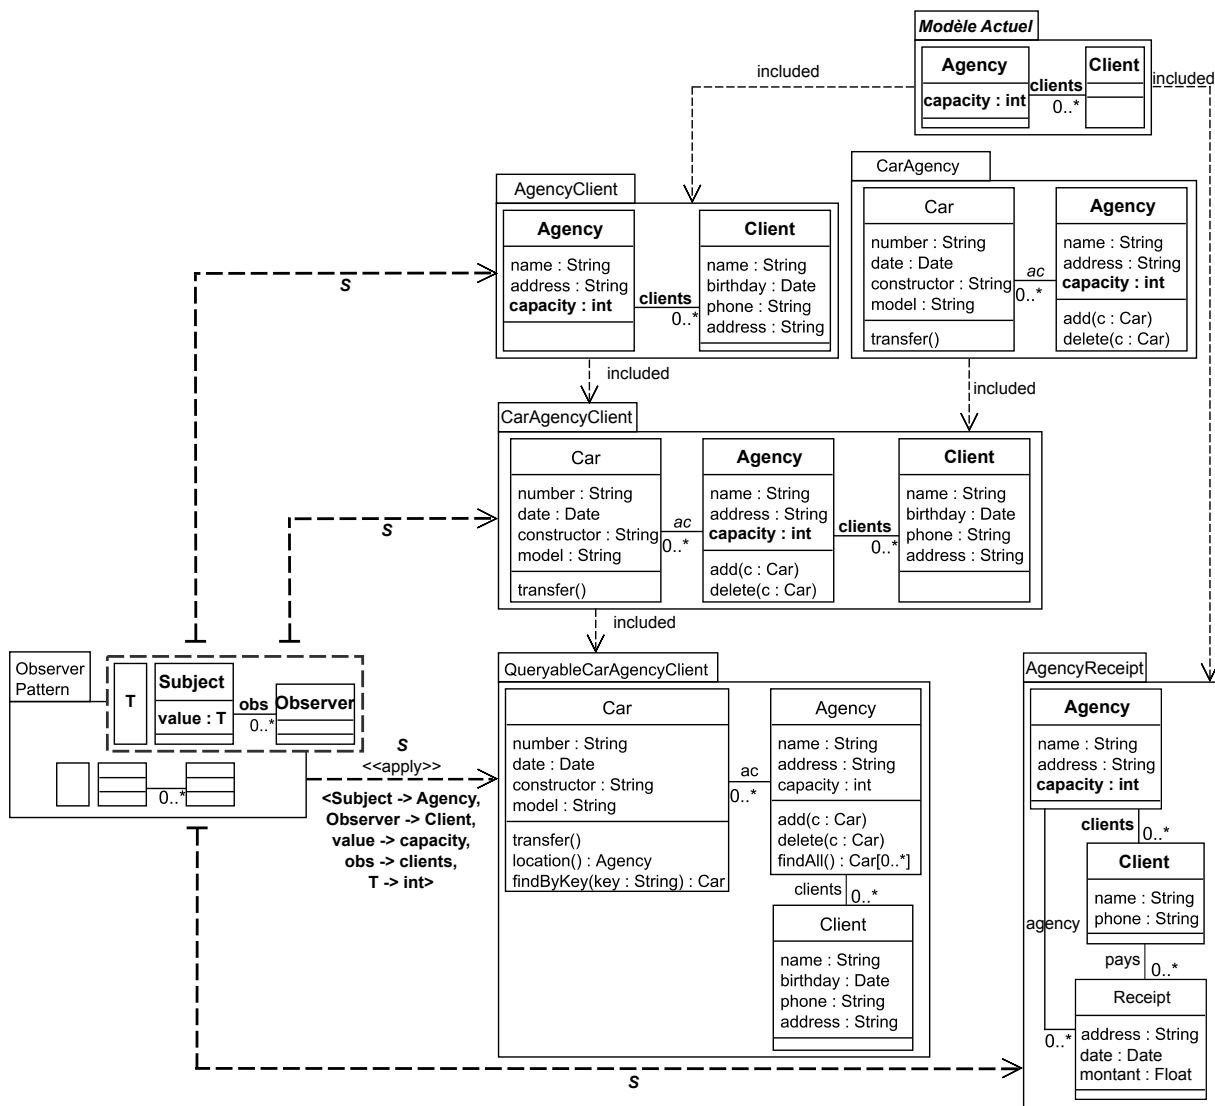 Modèle Actuel
Agency
capacity : int
clients
0..*
Client
included
included
AgencyClient
Agency
name : String
address : String
capacity : int
clients
0..*
Client
name : String
birthday : Date
phone : String
address : String
CarAgency
Car
number : String
date : Date
constructor : String
model : String
transfer()
ac
0..*
Agency
name : String
address : String
capacity : int
add(c : Car)
delete(c : Car)
S
included
included
CarAgencyClient
Car
number : String
date : Date
constructor : String
model : String
transfer()
ac
0..*
Agency
name : String
address : String
capacity : int
add(c : Car)
delete(c : Car)
clients
0..*
Client
name : String
birthday : Date
phone : String
address : String
S
included
Observer
Pattern
T
Subject
value : T
obs
0..*
Observer
0..*
S
<<apply>>
<Subject -> Agency,
Observer -> Client,
value -> capacity,
obs -> clients,
T -> int>
QueryableCarAgencyClient
Car
number : String
date : Date
constructor : String
model : String
transfer()
location() : Agency
findByKey(key : String) : Car
ac
0..*
Agency
name : String
address : String
capacity : int
add(c : Car)
delete(c : Car)
findAll() : Car[0..*]
clients
0..*
Client
name : String
birthday : Date
phone : String
address : String
AgencyReceipt
Agency
name : String
address : String
capacity : int
clients
0..*
Client
name : String
phone : String
agency
pays
0..*
Receipt
address : String
date : Date
montant : Float
0..*
S